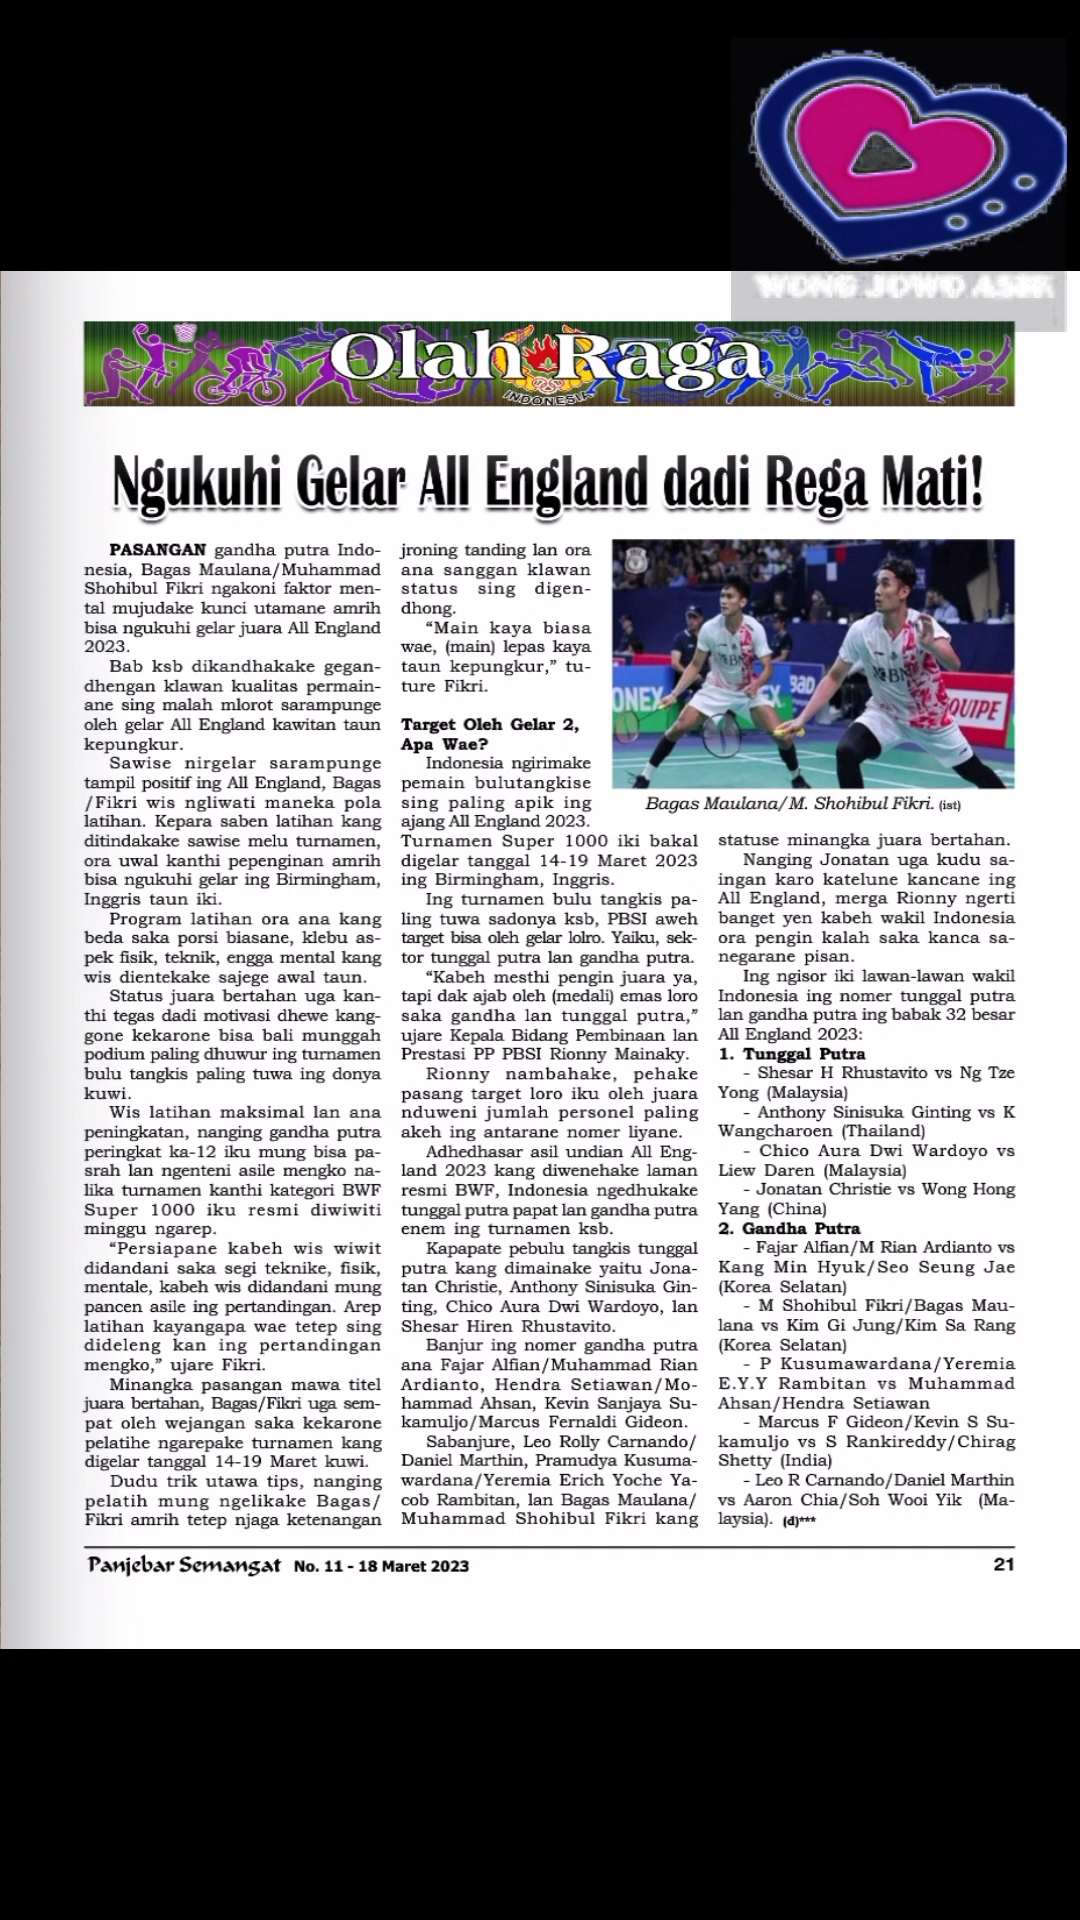 WONG JOWO ASIK
Olah Raga
INDONESIA
Ngukuhi Gelar All England dadi Rega Mati!
PASANGAN gandha putra Indo-
nesia, Bagas Maulana/Muhammad
Shohibul Fikri ngakoni faktor men-
tal mujudake kunci utamane amrih
bisa ngukuhi gelar juara All England
2023.
Bab ksb dikandhakake gegan-
dhengan klawan kualitas permain-
ane sing malah mlorot sarampunge
oleh gelar All England kawitan taun
kepungkur.
Sawise nirgelar sarampunge
tampil positif ing All England, Bagas
/Fikri wis ngliwati maneka pola
latihan. Kepara saben latihan kang
ditindakake sawise melu turnamen,
ora uwal kanthi pepenginan amrih
bisa ngukuhi gelar ing Birmingham,
Inggris taun iki.
Program latihan ora ana kang
beda saka porsi biasane, klebu as-
pek fisik, teknik, engga mental kang
wis dientekake sajege awal taun.
Status juara bertahan uga kan-
thi tegas dadi motivasi dhewe kang-
gone kekarone bisa bali munggah
podium paling dhuwur ing turnamen
bulu tangkis paling tuwa ing donya
kuwi.
Wis latihan maksimal lan ana
peningkatan, nanging gandha putra
peringkat ka-12 iku mung bisa pa-
srah lan ngenteni asile mengko na-
lika turnamen kanthi kategori BWF
Super 1000 iku resmi diwiwiti
minggu ngarep.
“Persiapane kabeh wis wiwit
didandani saka segi teknike, fisik,
mentale, kabeh wis didandani mung
pancen asile ing pertandingan. Arep
latihan kayangapa wae tetep sing
dideleng kan ing pertandingan
mengko,” ujare Fikri.
Minangka pasangan mawa titel
juara bertahan, Bagas/Fikri uga sem-
pat oleh wejangan saka kekarone
pelatihe ngarepake turnamen kang
digelar tanggal 14-19 Maret kuwi.
Dudu trik utawa tips, nanging
pelatih mung ngelikake Bagas/
Fikri amrih tetep njaga ketenangan
jroning tanding lan ora
ana sanggan klawan
status sing digen-
dhong.
“Main kaya biasa
wae, (main) lepas kaya
taun kepungkur,” tu-
ture Fikri.
Target Oleh Gelar 2,
Apa Wae?
Indonesia ngirimake
pemain bulutangkise
sing paling apik ing
ajang All England 2023.
Turnamen Super 1000 iki bakal
digelar tanggal 14-19 Maret 2023
ing Birmingham, Inggris.
Ing turnamen bulu tangkis pa-
ling tuwa sadonya ksb, PBSI aweh
target bisa oleh gelar lolro. Yaiku, sek-
tor tunggal putra lan gandha putra.
“Kabeh mesthi pengin juara ya,
tapi dak ajab oleh (medali) emas loro
saka gandha lan tunggal putra,”
ujare Kepala Bidang Pembinaan lan
Prestasi PP PBSI Rionny Mainaky.
Rionny nambahake, pehake
pasang target loro iku oleh juara
nduweni jumlah personel paling
akeh ing antarane nomer liyane.
Adhedhasar asil undian All Eng-
land 2023 kang diwenehake laman
resmi BWF, Indonesia ngedhukake
tunggal putra papat lan gandha putra
enem ing turnamen ksb.
Kapapate pebulu tangkis tunggal
putra kang dimainake yaitu Jona-
tan Christie, Anthony Sinisuka Gin-
ting, Chico Aura Dwi Wardoyo, lan
Shesar Hiren Rhustavito.
Banjur ing nomer gandha putra
ana Fajar Alfian/Muhammad Rian
Ardianto, Hendra Setiawan/Mo-
hammad Ahsan, Kevin Sanjaya Su-
kamuljo/Marcus Fernaldi Gideon.
Sabanjure, Leo Rolly Carnando/
Daniel Marthin, Pramudya Kusuma-
wardana/Yeremia Erich Yoche Ya-
cob Rambitan, lan Bagas Maulana/
Muhammad Shohibul Fikri kang
ONEX
BNI
EX
BAD
BNI
EQUIPE
Bagas Maulana/M. Shohibul Fikri. (ist)
statuse minangka juara bertahan.
Nanging Jonatan uga kudu sa-
ingan karo katelune kancane ing
All England, merga Rionny ngerti
banget yen kabeh wakil Indonesia
ora pengin kalah saka kanca sa-
negarane pisan.
Ing ngisor iki lawan-lawan wakil
Indonesia ing nomer tunggal putra
lan gandha putra ing babak 32 besar
All England 2023:
1. Tunggal Putra
- Shesar H Rhustavito vs Ng Tze
Yong (Malaysia)
- Anthony Sinisuka Ginting vs K
Wangcharoen (Thailand)
- Chico Aura Dwi Wardoyo vs
Liew Daren (Malaysia)
- Jonatan Christie vs Wong Hong
Yang (China)
2. Gandha Putra
- Fajar Alfian/M Rian Ardianto vs
Kang Min Hyuk/Seo Seung Jae
(Korea Selatan)
- M Shohibul Fikri/Bagas Mau-
lana vs Kim Gi Jung/Kim Sa Rang
(Korea Selatan)
- P Kusumawardana/Yeremia
E.Y.Y Rambitan vs Muhammad
Ahsan/Hendra Setiawan
- Marcus F Gideon/Kevin S Su-
kamuljo vs S Rankireddy/Chirag
Shetty (India)
- Leo R Carnando/Daniel Marthin
vs Aaron Chia/Soh Wooi Yik (Ma-
laysia). (d)***
Panjebar Semangat No. 11 - 18 Maret 2023
21